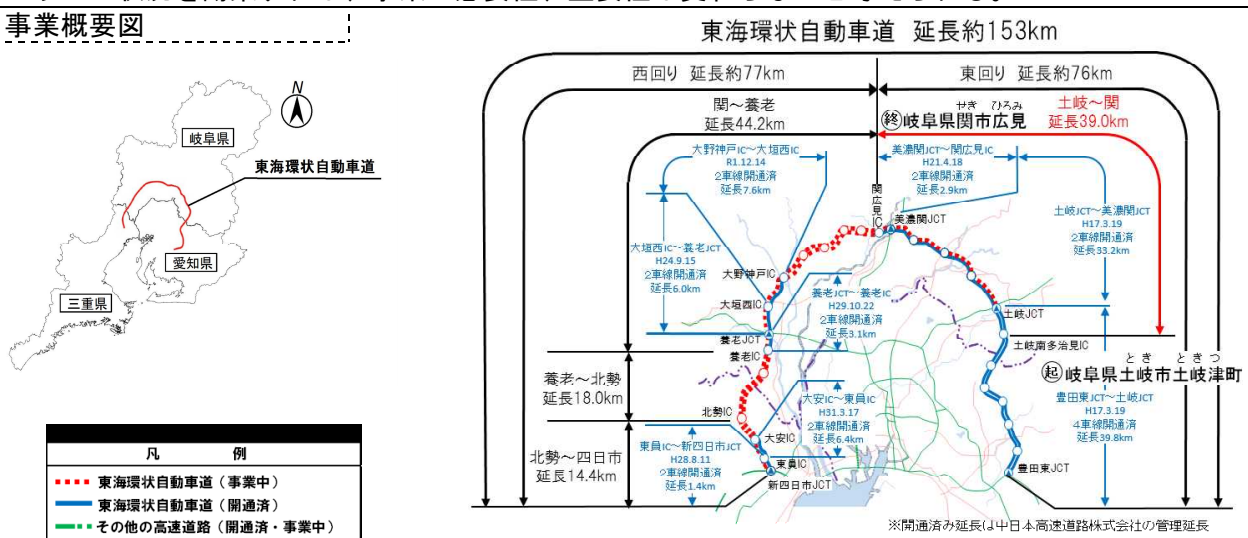 事業概要図
N
岐阜県
東海環状自動車道
愛知県
三重県
凡 例
東海環状自動車道（事業中）
東海環状自動車道（開通済）
その他の高速道路（開通済・事業中）
東海環状自動車道 延長約153km
西回り 延長約77km
東回り 延長約76km
関～養老
延長44.2km
せき ひろみ
㊡岐阜県関市広見
土岐～関
延長39.0km
大野神戸IC～大垣西IC
R1.12.14
2車線開通済
延長7.6km
美濃関JCT～関広見IC
H21.4.18
2車線開通済
延長2.9km
関広見IC
美濃関JCT
土岐JCT～美濃関JCT
H17.3.19
2車線開通済
延長33.2km
大垣西IC～養老JCT
H24.9.15
2車線開通済
延長6.0km
大野神戸IC
大垣西IC
養老JCT～養老IC
H29.10.22
2車線開通済
延長3.1km
土岐JCT
養老JCT
養老IC
土岐南多治見IC
とき ときつ
起岐阜県土岐市土岐津町
養老～北勢
延長18.0km
大安IC～東員IC
H31.3.17
2車線開通済
延長6.4km
豊田東JCT～土岐JCT
H17.3.19
4車線開通済
延長39.8km
北勢IC
大安IC
東員IC～新四日市JCT
H28.8.11
2車線開通済
延長1.4km
北勢～四日市
延長14.4km
東員IC
新四日市JCT
豊田東JCT
※開通済み延長は中日本高速道路株式会社の管理延長